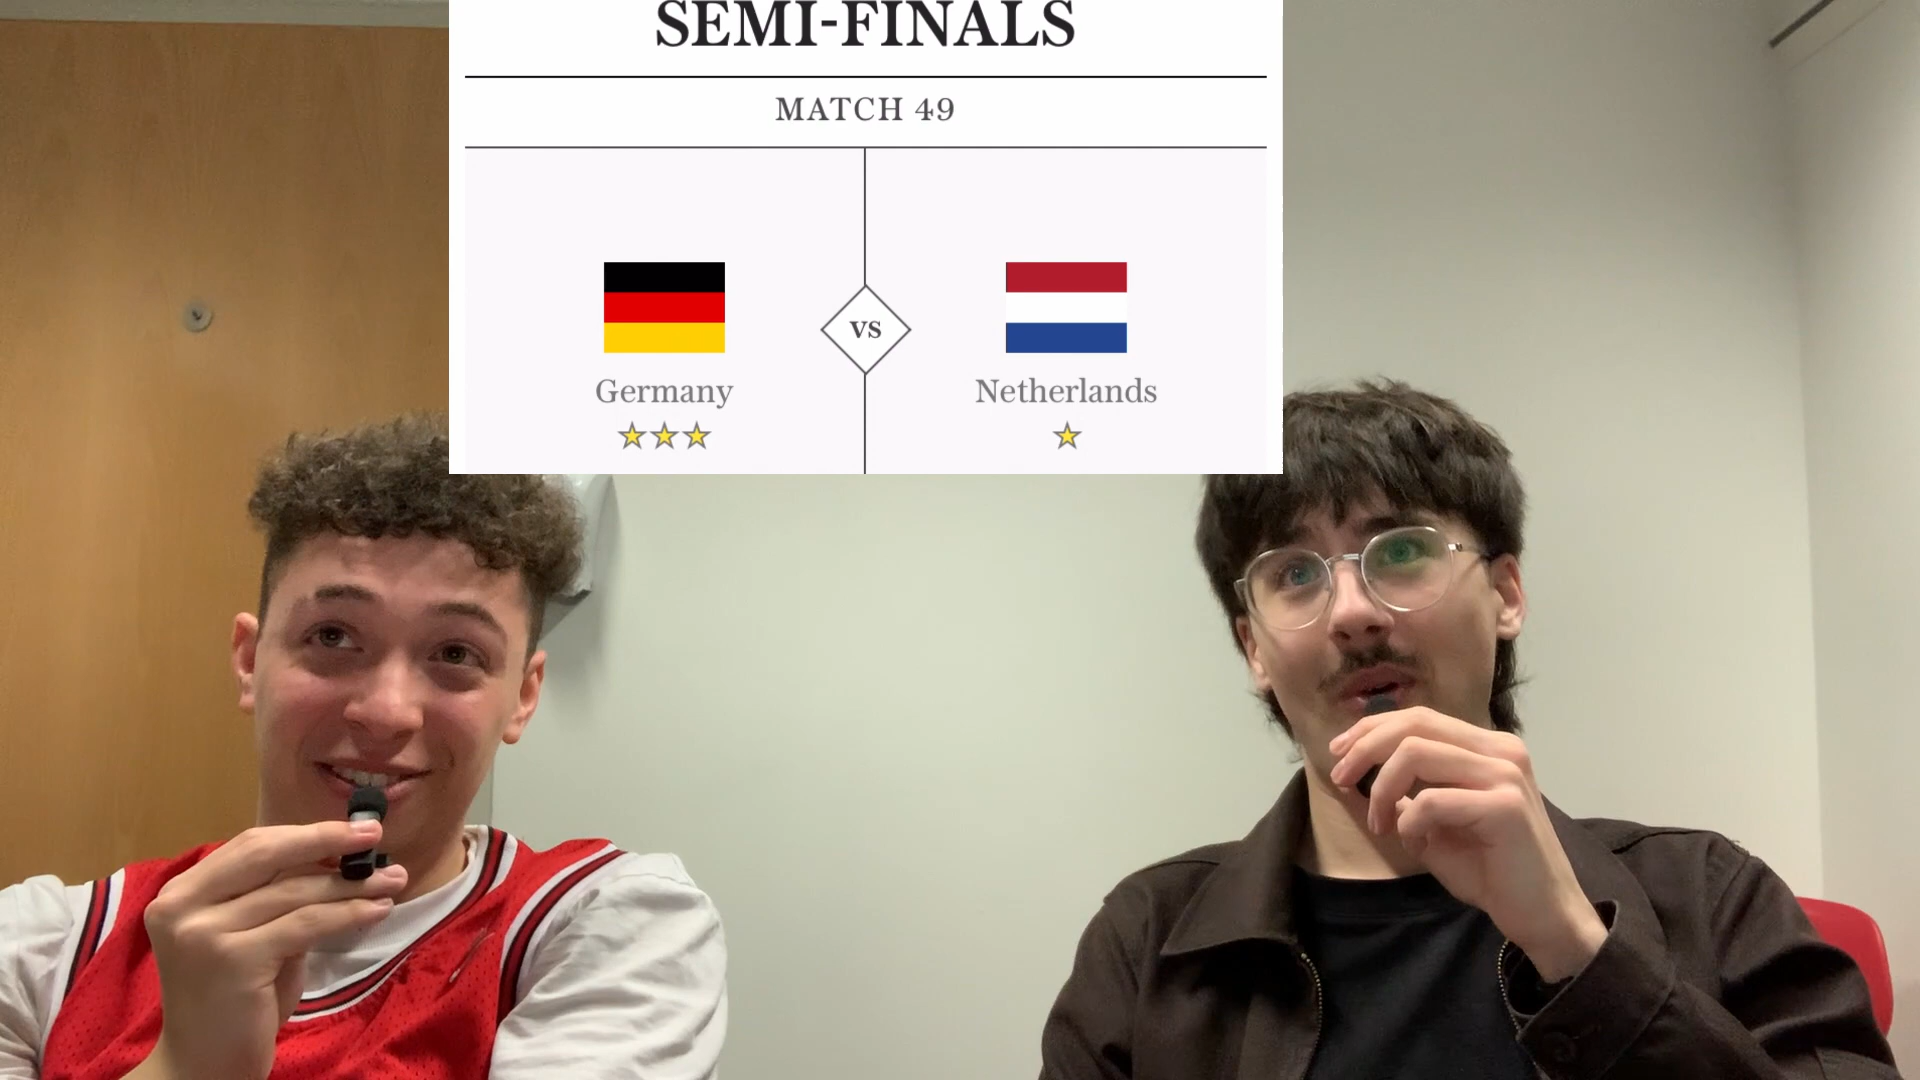 SEMI-FINALS
MATCH 49
VS
Germany
Netherlands